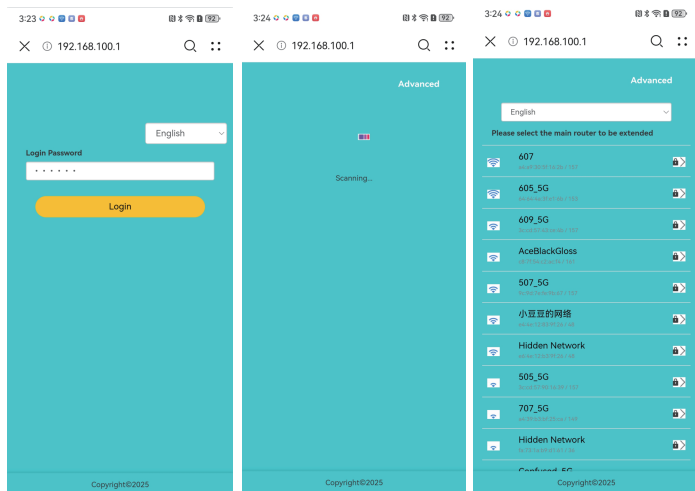 3:23
92
192.168.100.1
English
Login Password
Login
Copyright©2025
3:24
92
192.168.100.1
Advanced
Scanning...
Copyright©2025
3:24
92
192.168.100.1
Advanced
English
Please select the main router to be extended
607
605_5G
609_5G
AceBlackGloss
507_5G
小豆豆的网络
Hidden Network
505_5G
707_5G
Hidden Network
Confused_5G
Copyright©2025